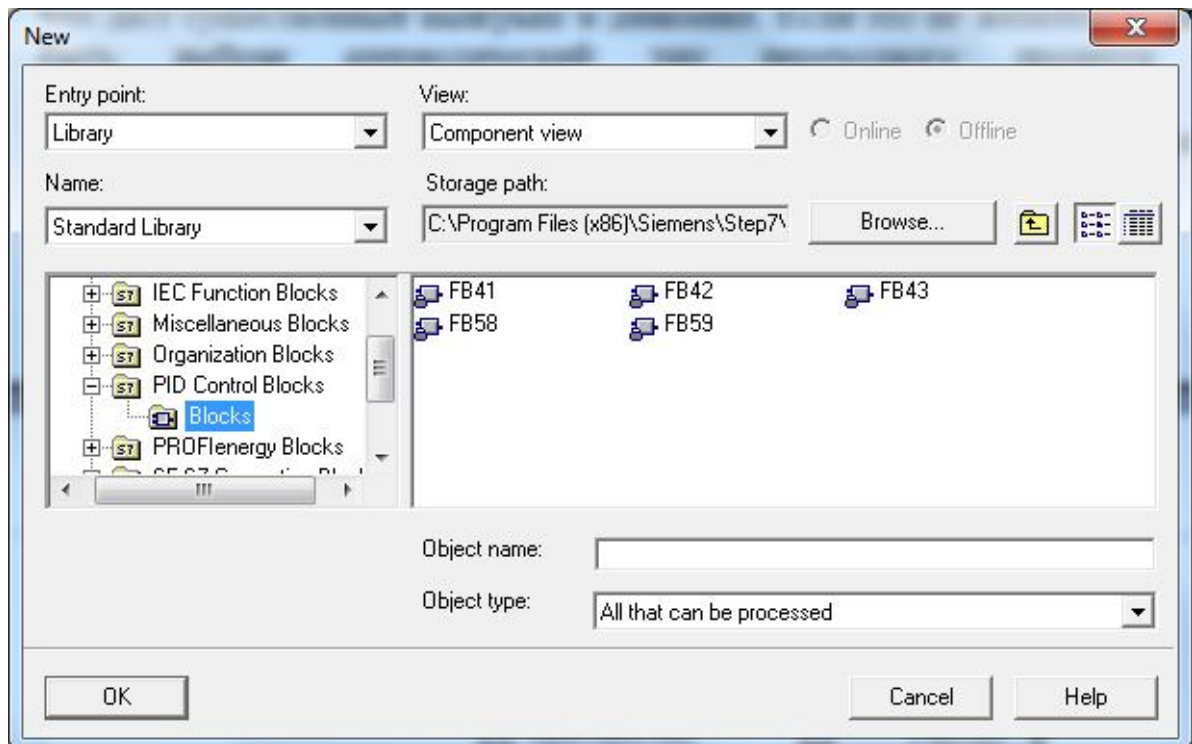 New
Entry point:
View:
Library
Component view
Online
Offline
Name:
Storage path:
Standard Library
C:\Program Files (x86)\Siemens\Step7\
Browse...
IEC Function Blocks
Miscellaneous Blocks
Organization Blocks
PID Control Blocks
Blocks
PROFIenergy Blocks
FB41 FB42 FB43
FB58 FB59
Object name:
Object type:
All that can be processed
OK
Cancel
Help